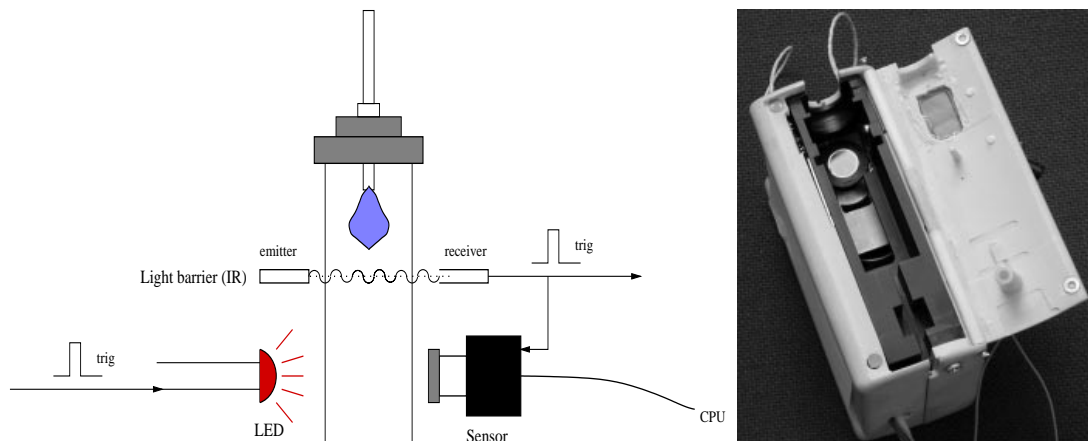 emitter
receiver
trig
Light barrier (IR)
trig
LED
Sensor
CPU